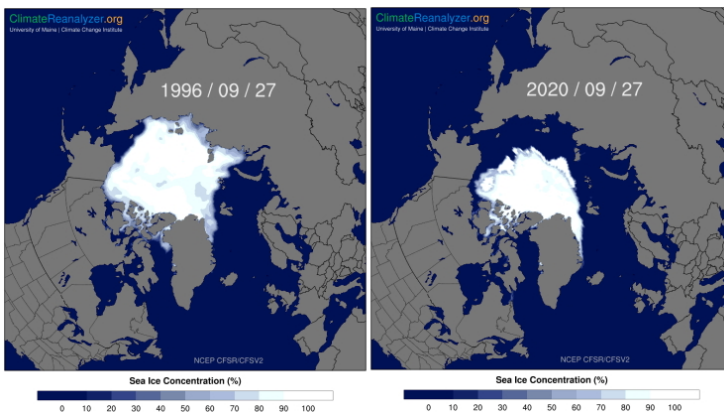 ClimateReanalyzer.org
University of Maine | Climate Change Institute
1996 / 09 / 27
NCEP CFSR/CFSV2
Sea Ice Concentration (%)
0 10 20 30 40 50 60 70 80 90 100
ClimateReanalyzer.org
University of Maine | Climate Change Institute
2020 / 09 / 27
NCEP CFSR/CFSV2
Sea Ice Concentration (%)
0 10 20 30 40 50 60 70 80 90 100